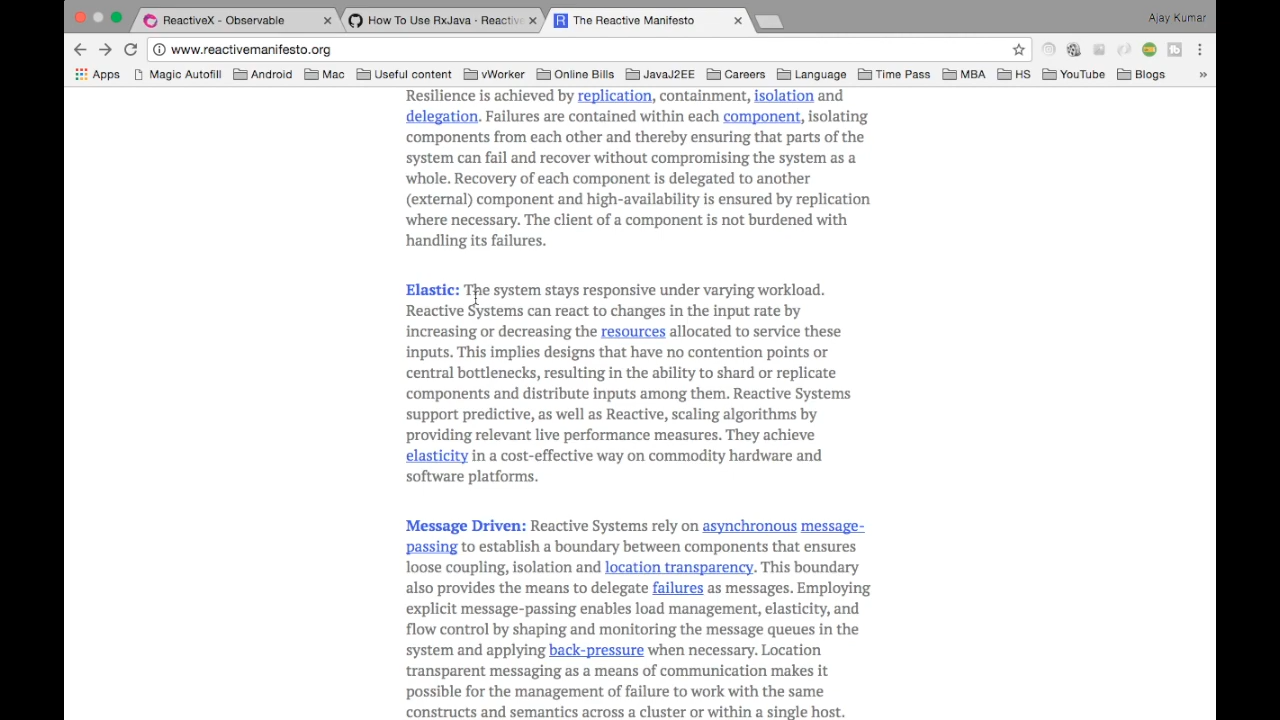 ReactiveX - Observable
How To Use RxJava · Reactive
The Reactive Manifesto
Ajay Kumar
www.reactivemanifesto.org
Apps Magic Autofill Android Mac Useful content vWorker Online Bills JavaJ2EE Careers Language Time Pass MBA HS YouTube Blogs »
Resilience is achieved by replication, containment, isolation and
delegation. Failures are contained within each component, isolating
components from each other and thereby ensuring that parts of the
system can fail and recover without compromising the system as a
whole. Recovery of each component is delegated to another
(external) component and high-availability is ensured by replication
where necessary. The client of a component is not burdened with
handling its failures.
Elastic: The system stays responsive under varying workload.
Reactive Systems can react to changes in the input rate by
increasing or decreasing the resources allocated to service these
inputs. This implies designs that have no contention points or
central bottlenecks, resulting in the ability to shard or replicate
components and distribute inputs among them. Reactive Systems
support predictive, as well as Reactive, scaling algorithms by
providing relevant live performance measures. They achieve
elasticity in a cost-effective way on commodity hardware and
software platforms.
Message Driven: Reactive Systems rely on asynchronous message-
passing to establish a boundary between components that ensures
loose coupling, isolation and location transparency. This boundary
also provides the means to delegate failures as messages. Employing
explicit message-passing enables load management, elasticity, and
flow control by shaping and monitoring the message queues in the
system and applying back-pressure when necessary. Location
transparent messaging as a means of communication makes it
possible for the management of failure to work with the same
constructs and semantics across a cluster or within a single host.